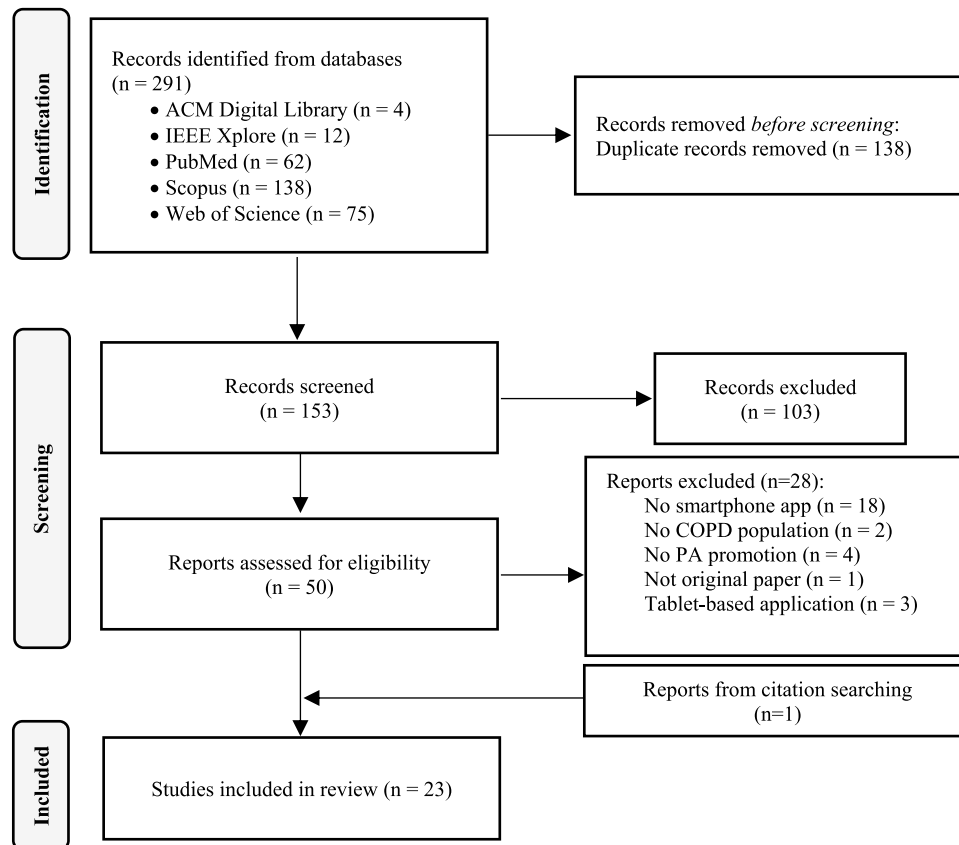 Identification
Records identified from databases
(n = 291)
• ACM Digital Library (n = 4)
• IEEE Xplore (n = 12)
• PubMed (n = 62)
• Scopus (n = 138)
• Web of Science (n = 75)
Records removed before screening:
Duplicate records removed (n = 138)
Screening
Records screened
(n = 153)
Records excluded
(n = 103)
Reports assessed for eligibility
(n = 50)
Reports excluded (n=28):
No smartphone app (n = 18)
No COPD population (n = 2)
No PA promotion (n = 4)
Not original paper (n = 1)
Tablet-based application (n = 3)
Reports from citation searching
(n=1)
Included
Studies included in review (n = 23)